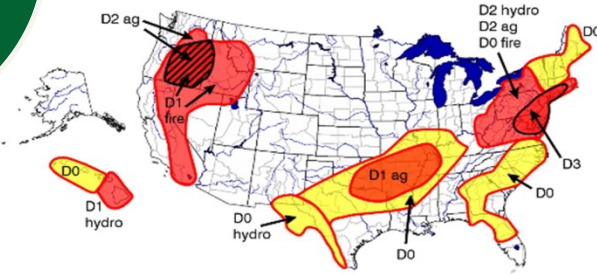 D2 ag
D1
fire
D0
D1
hydro
D0
hydro
D1 ag
D0
D2 hydro
D2 ag
D0 fire
D0
D3
D0